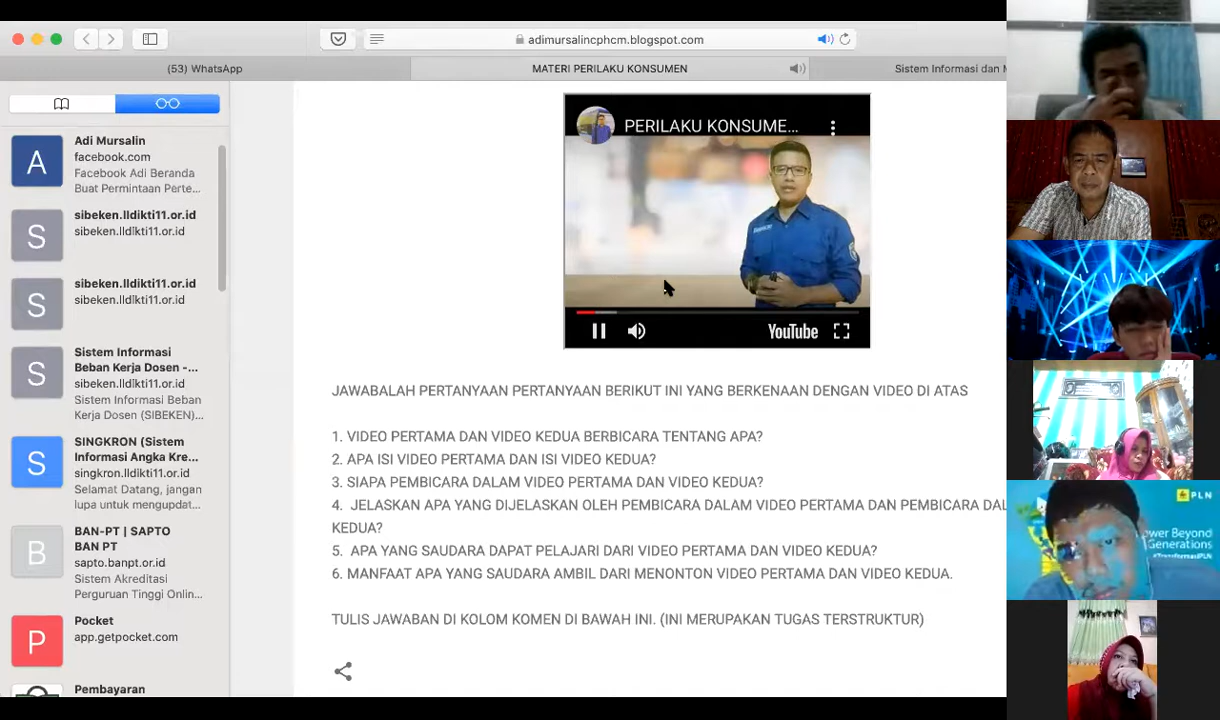 adimursalincphcm.blogspot.com
(53) WhatsApp
MATERI PERILAKU KONSUMEN
Sistem Informasi dan
A
Adi Mursalin
facebook.com
Facebook Adi Beranda
Buat Permintaan Perte...
S
sibeken.lldikti11.or.id
sibeken.lldikti11.or.id
S
sibeken.lldikti11.or.id
sibeken.lldikti11.or.id
S
Sistem Informasi
Beban Kerja Dosen -...
sibeken.lldikti11.or.id
Sistem Informasi Beban
Kerja Dosen (SIBEKEN)...
S
SINGKRON (Sistem
Informasi Angka Kre...
singkron.lldikti11.or.id
Selamat Datang, jangan
lupa untuk mengupdat...
B
BAN-PT | SAPTO
BAN PT
sapto.banpt.or.id
Sistem Akreditasi
Perguruan Tinggi Onlin...
P
Pocket
app.getpocket.com
Pembayaran
PERILAKU KONSUME...
YouTube
JAWABALAH PERTANYAAN PERTANYAAN BERIKUT INI YANG BERKENAAN DENGAN VIDEO DI ATAS
1. VIDEO PERTAMA DAN VIDEO KEDUA BERBICARA TENTANG APA?
2. APA ISI VIDEO PERTAMA DAN ISI VIDEO KEDUA?
3. SIAPA PEMBICARA DALAM VIDEO PERTAMA DAN VIDEO KEDUA?
4. JELASKAN APA YANG DIJELASKAN OLEH PEMBICARA DALAM VIDEO PERTAMA DAN PEMBICARA DAL
KEDUA?
5. APA YANG SAUDARA DAPAT PELAJARI DARI VIDEO PERTAMA DAN VIDEO KEDUA?
6. MANFAAT APA YANG SAUDARA AMBIL DARI MENONTON VIDEO PERTAMA DAN VIDEO KEDUA.
TULIS JAWABAN DI KOLOM KOMEN DI BAWAH INI. (INI MERUPAKAN TUGAS TERSTRUKTUR)
PLN
ower Beyond
Generations
#TransformasiPLN